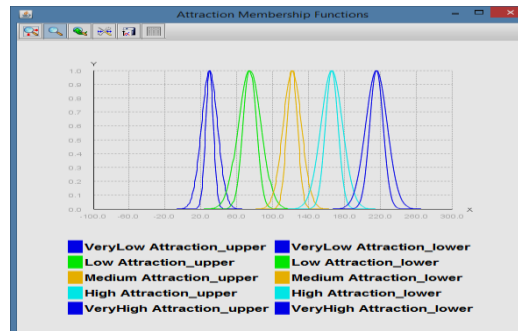 Attraction Membership Functions
Y
1.0
0.9
0.8
0.7
0.6
0.5
0.4
0.3
0.2
0.1
0.0
-100.0 -60.0 -20.0 20.0 60.0 100.0 140.0 180.0 220.0 260.0 300.0 X
VeryLow Attraction_upper VeryLow Attraction_lower
Low Attraction_upper Low Attraction_lower
Medium Attraction_upper Medium Attraction_lower
High Attraction_upper High Attraction_lower
VeryHigh Attraction_upper VeryHigh Attraction_lower